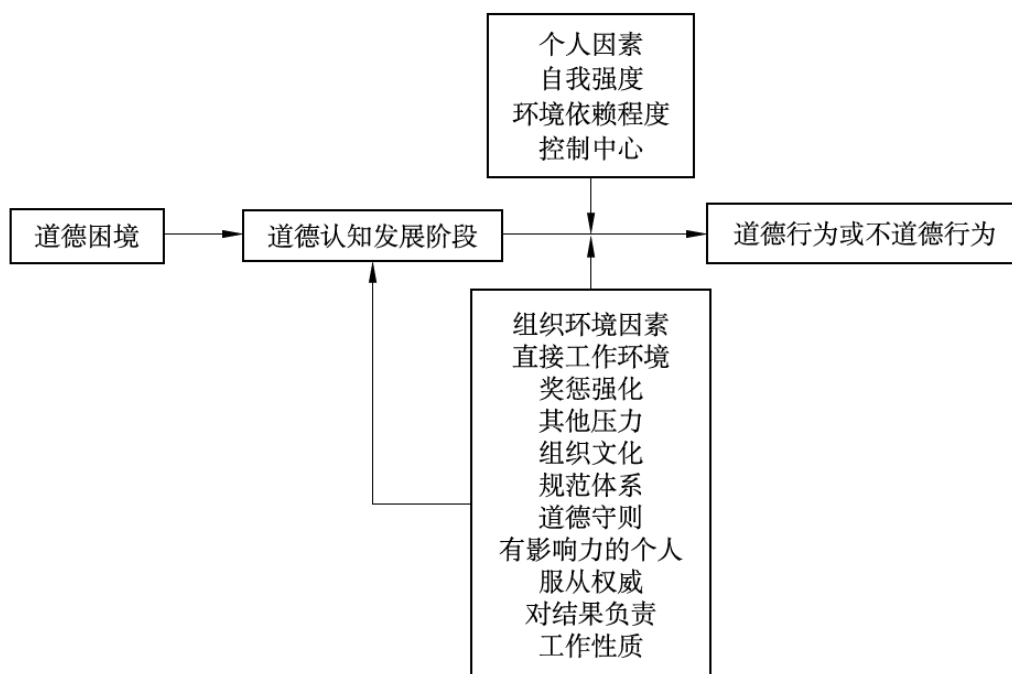 个人因素
自我强度
环境依赖程度
控制中心
道德困境
道德认知发展阶段
道德行为或不道德行为
组织环境因素
直接工作环境
奖惩强化
其他压力
组织文化
规范体系
道德守则
有影响力的个人
服从权威
对结果负责
工作性质